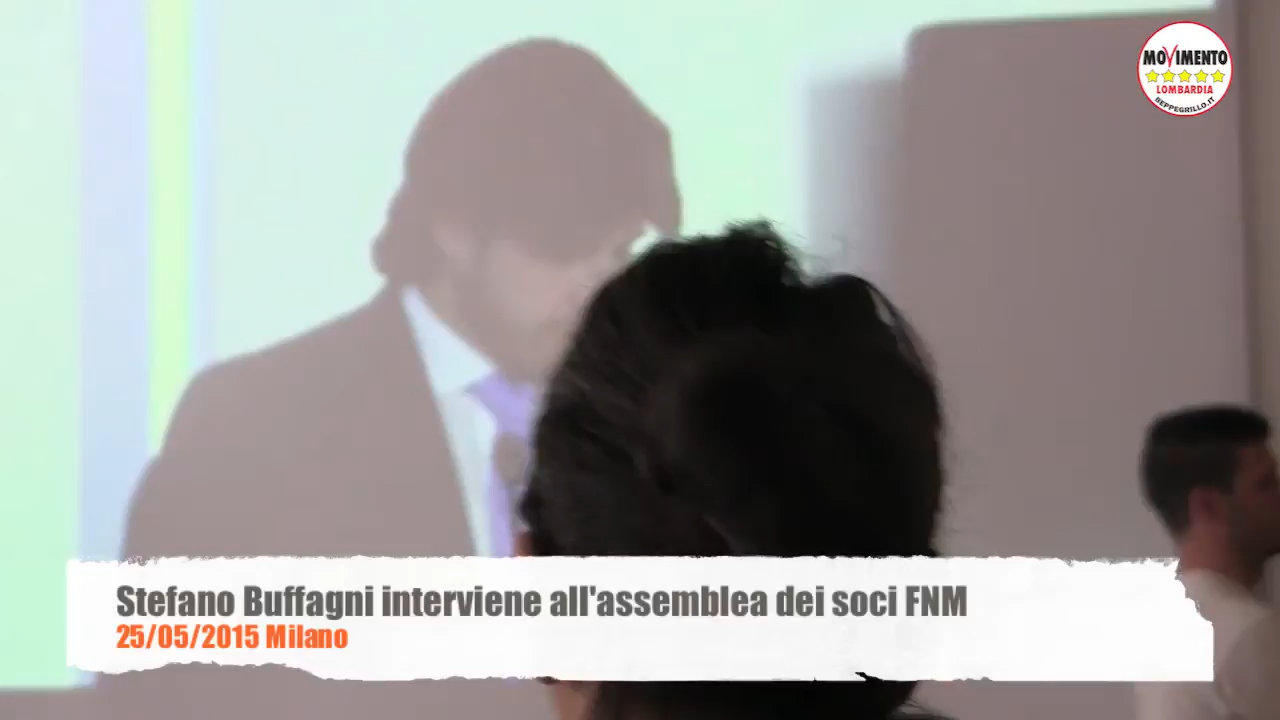 MOVIMENTO
LOMBARDIA
BEPPEGRILLO.IT
Stefano Buffagni interviene all'assemblea dei soci FNM
25/05/2015 Milano